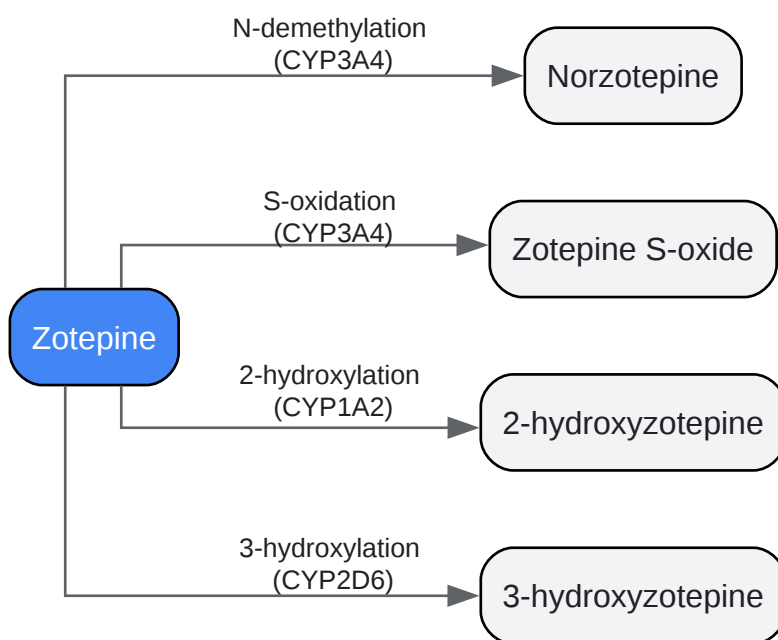 N-demethylation
(CYP3A4)
Norzotepine
S-oxidation
(CYP3A4)
Zotepine S-oxide
Zotepine
2-hydroxylation
(CYP1A2)
2-hydroxyzotepine
3-hydroxylation
(CYP2D6)
3-hydroxyzotepine